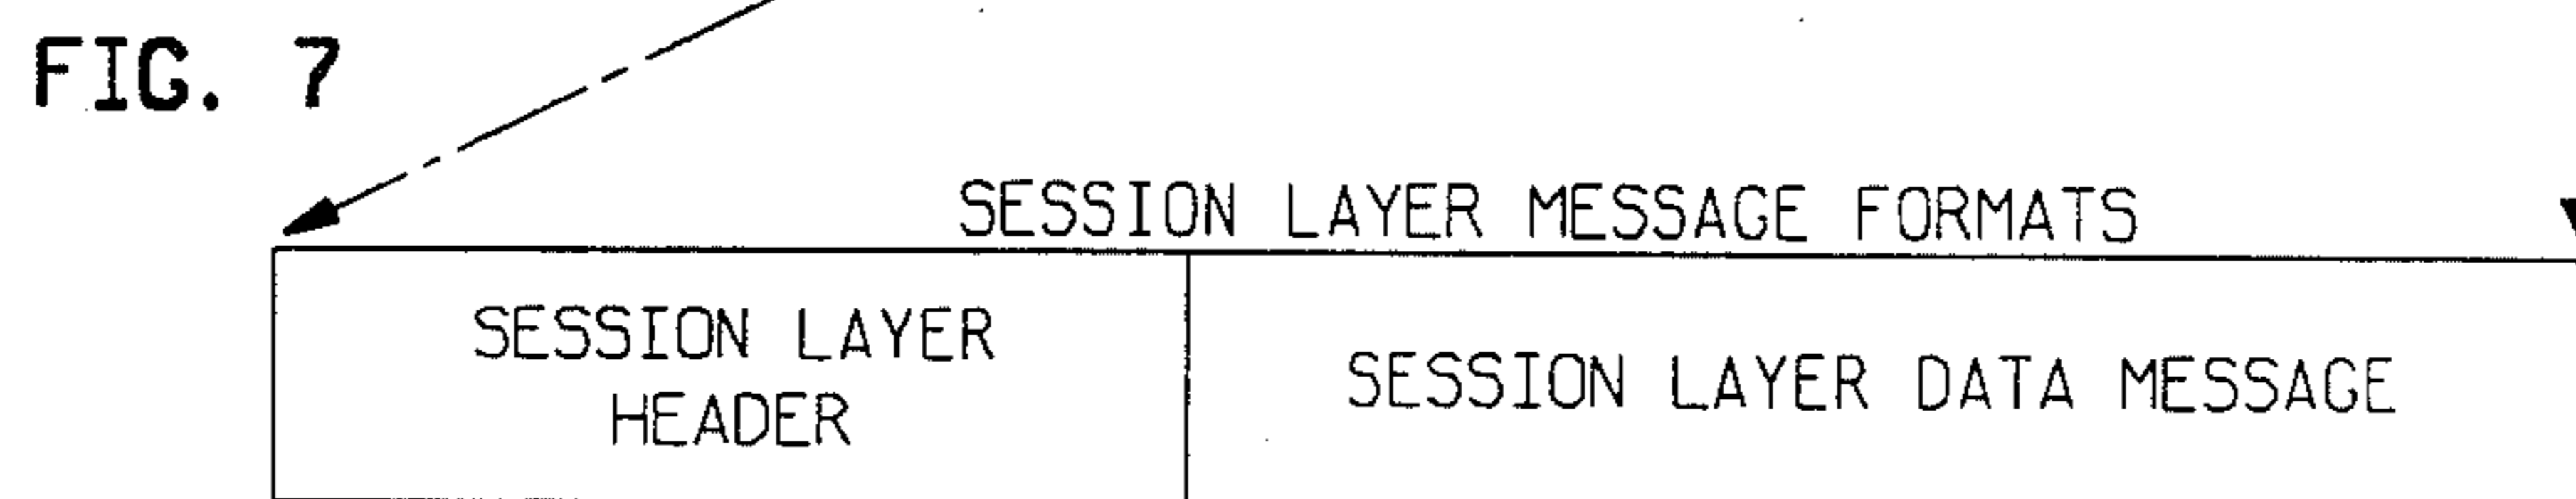 FIG. 7
SESSION LAYER MESSAGE FORMATS
SESSION LAYER
HEADER
SESSION LAYER DATA MESSAGE